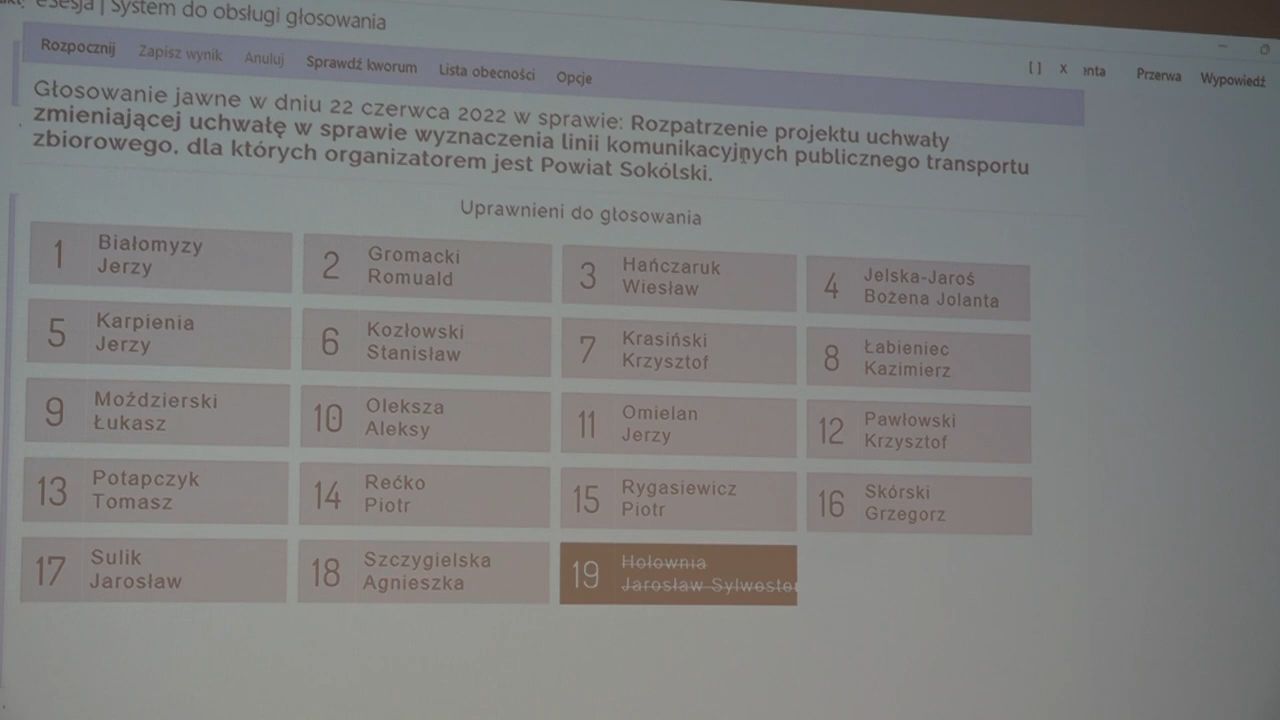 eSesja | System do obsługi głosowania
Rozpocznij Zapisz wynik Anuluj Sprawdź kworum Lista obecności Opcje [ ] X Przerwa Wypowiedź
Głosowanie jawne w dniu 22 czerwca 2022 w sprawie: Rozpatrzenie projektu uchwały
zmieniającej uchwałę w sprawie wyznaczenia linii komunikacyjnych publicznego transportu
zbiorowego, dla których organizatorem jest Powiat Sokólski.
Uprawnieni do głosowania
1 Białomyzy Jerzy
2 Gromacki Romuald
3 Hańczaruk Wiesław
4 Jelska-Jaroś Bożena Jolanta
5 Karpienia Jerzy
6 Kozłowski Stanisław
7 Krasiński Krzysztof
8 Łabieniec Kazimierz
9 Moździerski Łukasz
10 Oleksza Aleksy
11 Omielan Jerzy
12 Pawłowski Krzysztof
13 Potapczyk Tomasz
14 Rećko Piotr
15 Rygasiewicz Piotr
16 Skórski Grzegorz
17 Sulik Jarosław
18 Szczygielska Agnieszka
19 Hołownia Jarosław Sylwester